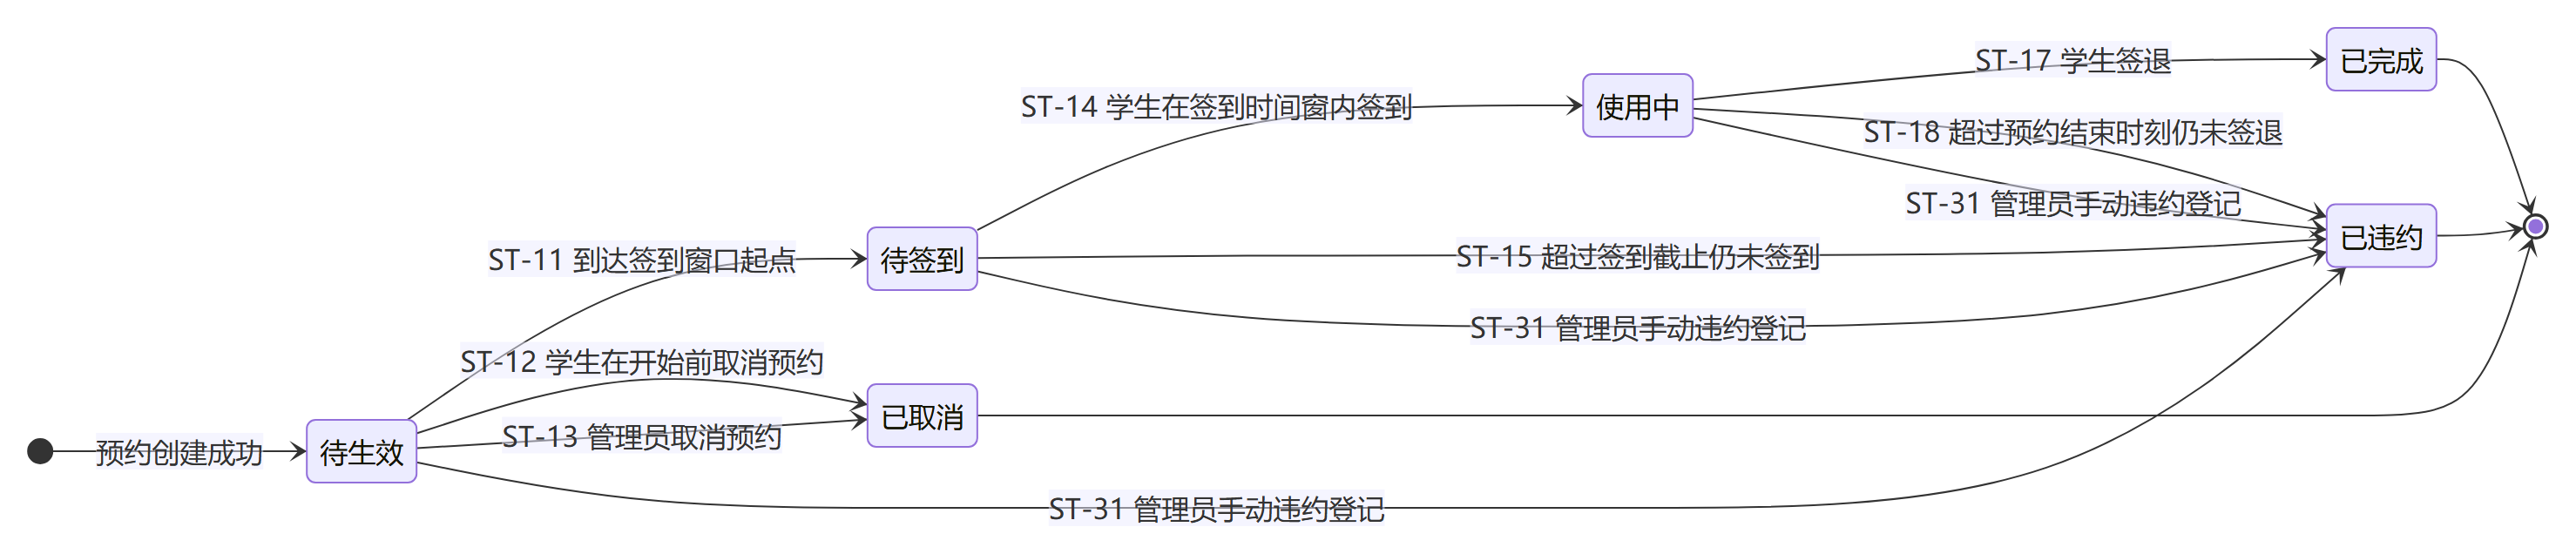 已完成
ST-17 学生签退
使用中
ST-14 学生在签到时间窗内签到
ST-18 超过预约结束时刻仍未签退
ST-31 管理员手动违约登记
已违约
ST-11 到达签到窗口起点
待签到
ST-15 超过签到截止仍未签到
ST-31 管理员手动违约登记
ST-12 学生在开始前取消预约
已取消
ST-13 管理员取消预约
预约创建成功
待生效
ST-31 管理员手动违约登记